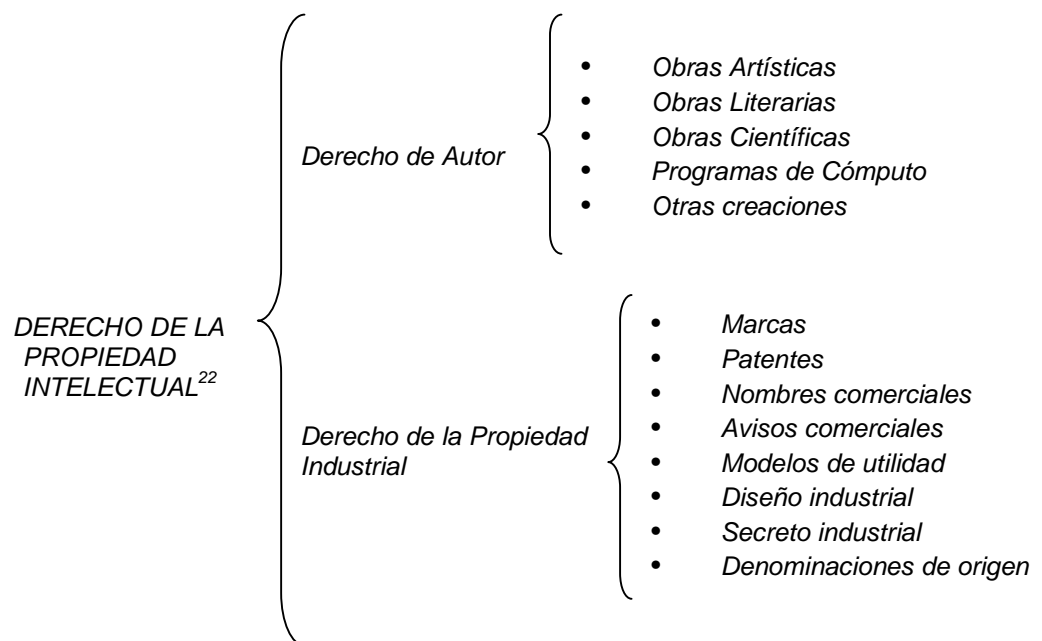 DERECHO DE LA
PROPIEDAD
INTELECTUAL22
Derecho de Autor
• Obras Artísticas
• Obras Literarias
• Obras Científicas
• Programas de Cómputo
• Otras creaciones
Derecho de la Propiedad
Industrial
• Marcas
• Patentes
• Nombres comerciales
• Avisos comerciales
• Modelos de utilidad
• Diseño industrial
• Secreto industrial
• Denominaciones de origen